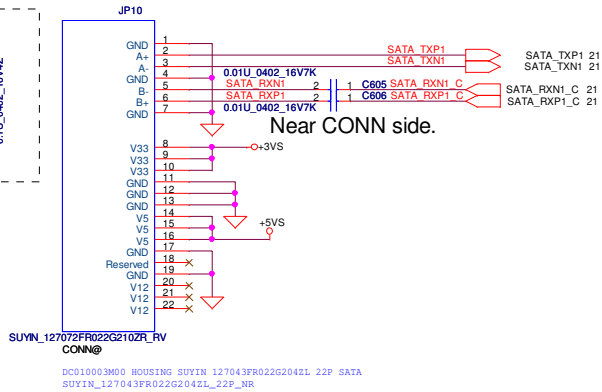 JP10
GND 1
A+ 2 SATA_TXP1 SATA_TXP1 21
A- 3 SATA_TXN1 SATA_TXN1 21
GND 4 0.01U_0402_16V7K
B- 5 SATA_RXN1 2 1 C605 SATA_RXN1_C SATA_RXN1_C 21
B+ 6 SATA_RXP1 2 1 C606 SATA_RXP1_C SATA_RXP1_C 21
GND 7 0.01U_0402_16V7K
Near CONN side.
V33 8 +3VS
V33 9
V33 10
GND 11
GND 12
GND 13
V5 14
V5 15 +5VS
V5 16
GND 17
Reserved 18
GND 19
V12 20
V12 21
V12 22
SUYIN_127072FR022G210ZR_RV
CONN@
DC010003M00 HOUSING SUYIN 127043FR022G204ZL 22P SATA
SUYIN_127043FR022G204ZL_22P_NR